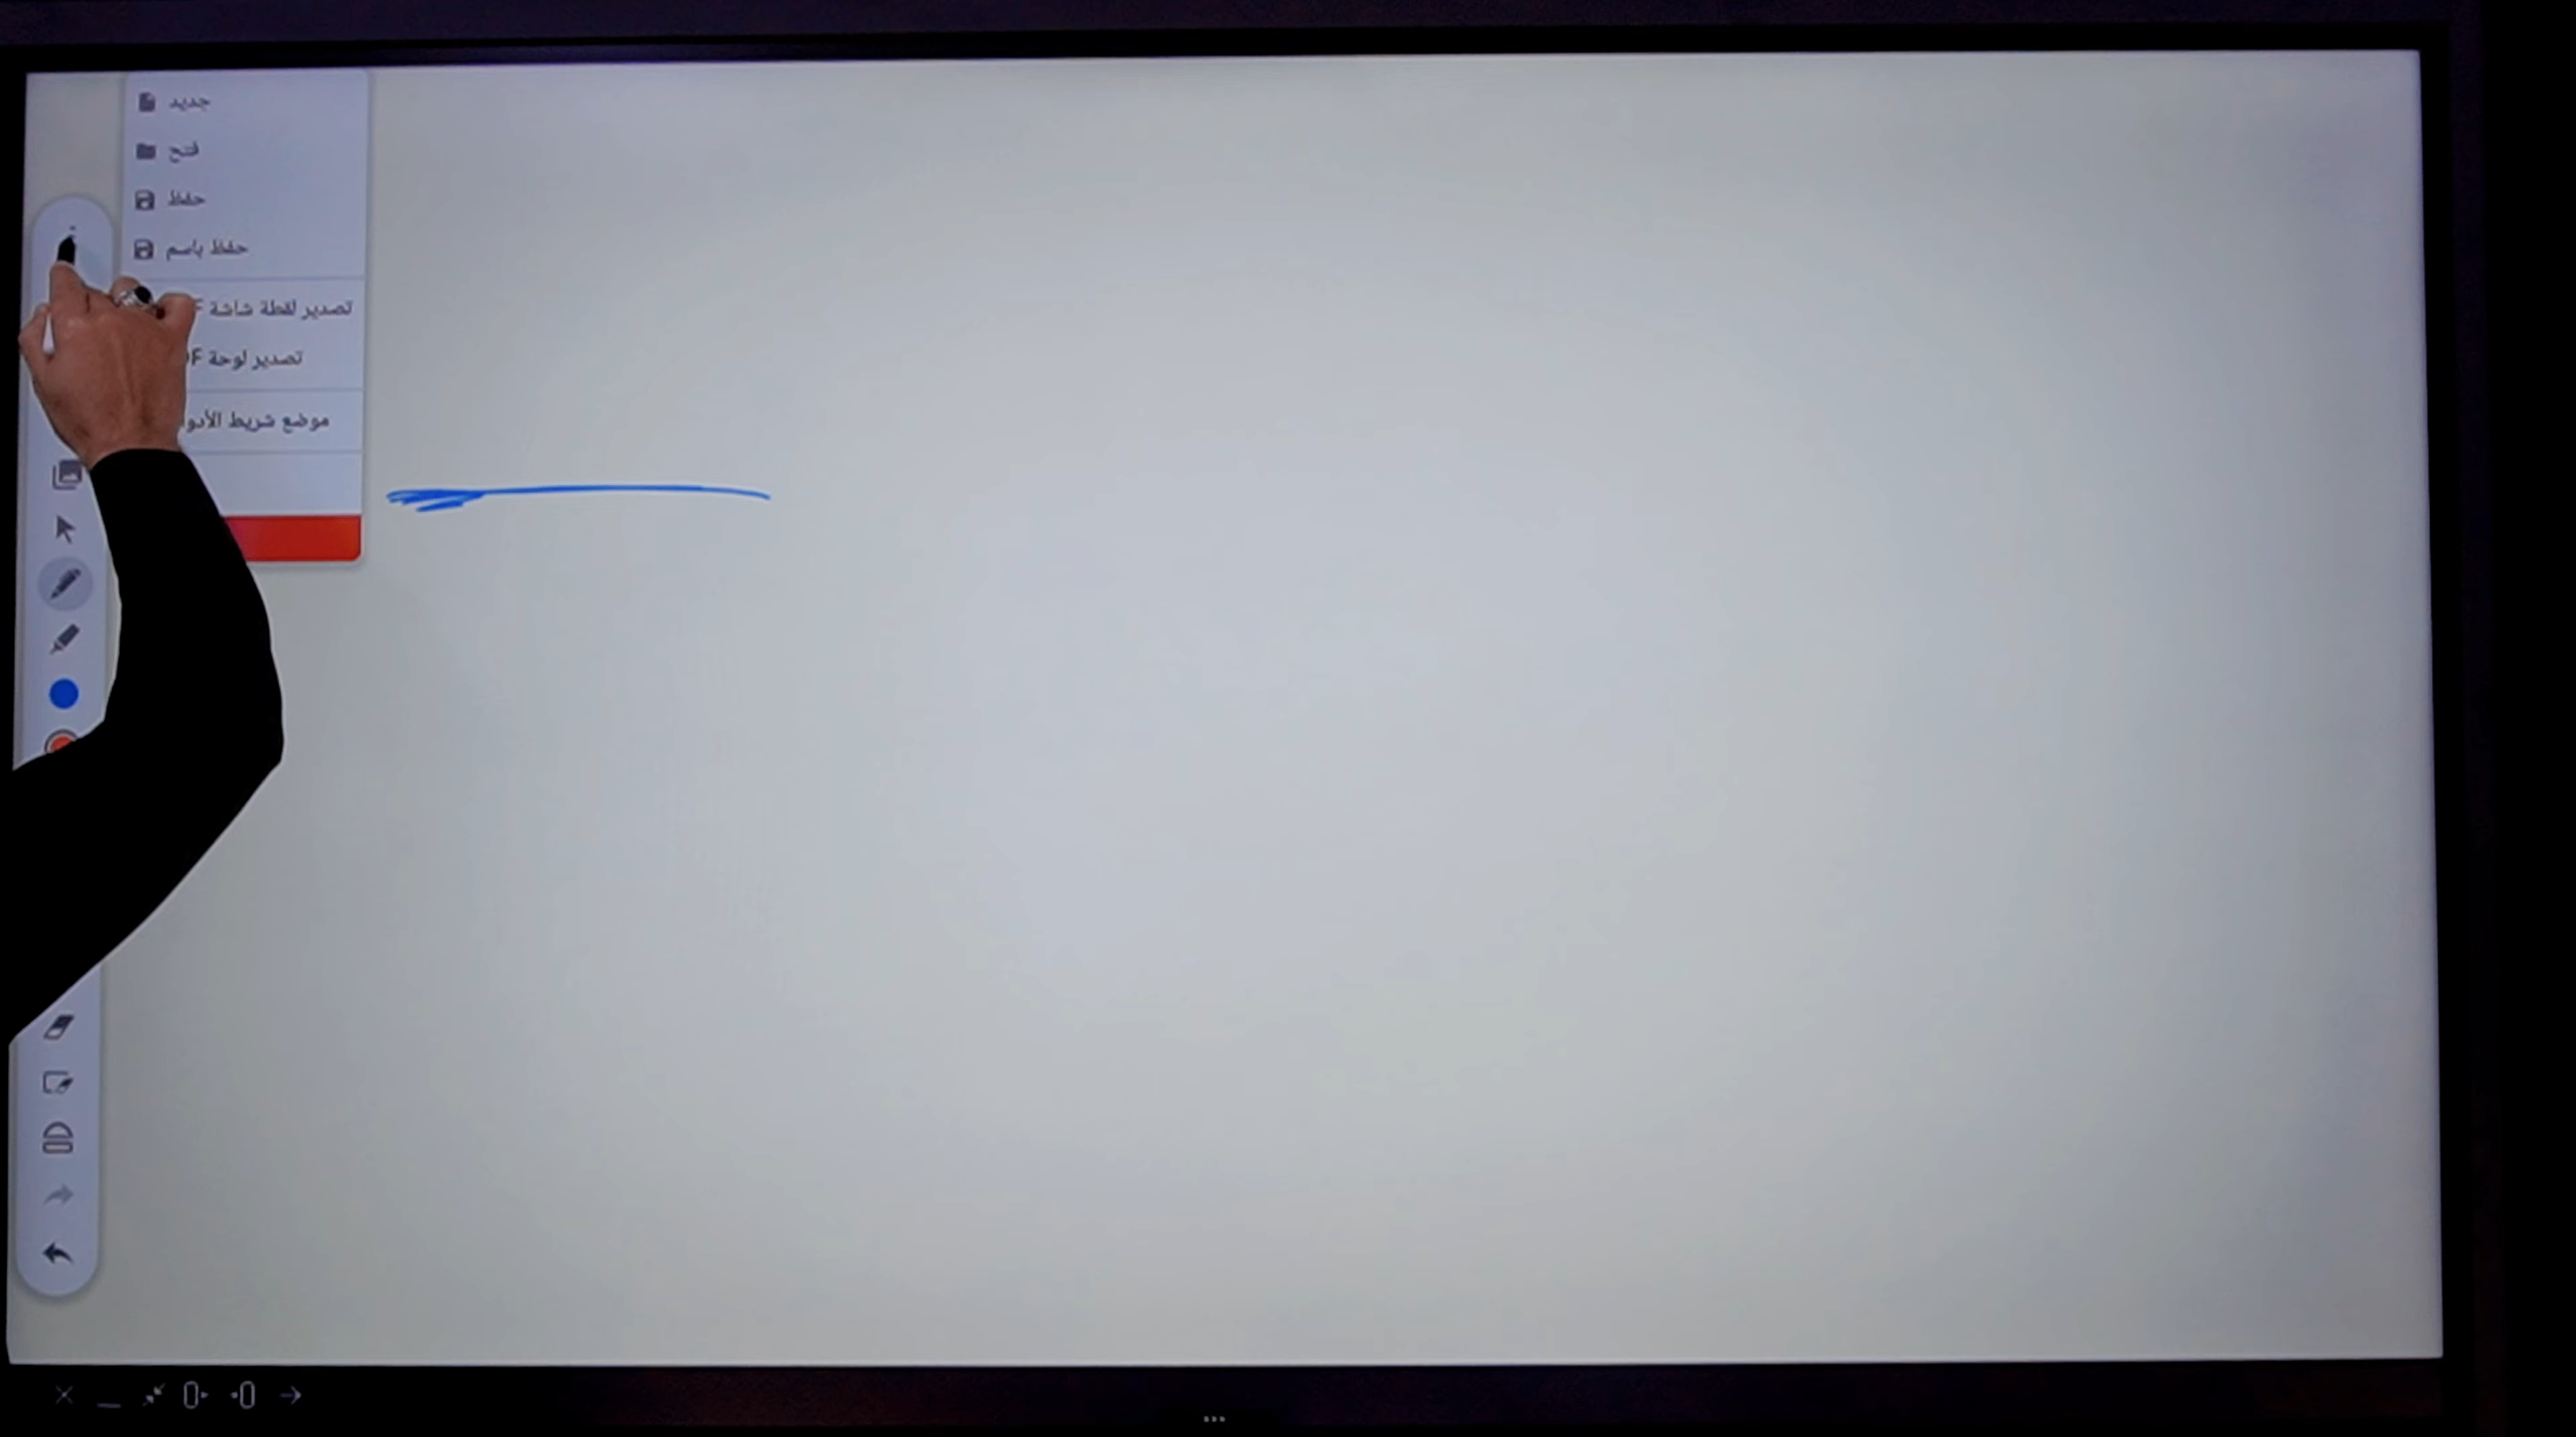 جديد
فتح
حفظ
حفظ باسم
تصدير لقطة شاشة
تصدير لوحة
موضع شريط